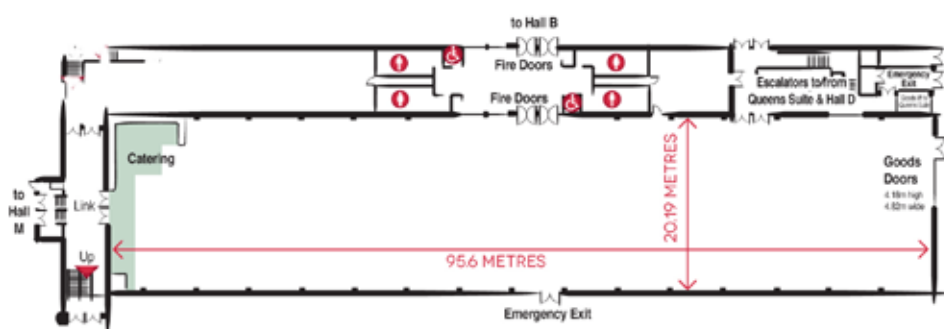 to Hall B
Fire Doors
Escalators to/from
Queens Suite & Hall D
Emergency
Exit
Fire Doors
Catering
Goods
Doors
4.18m high
4.82m wide
20.19 METRES
to
Hall
M
Link
Up
95.6 METRES
Emergency Exit